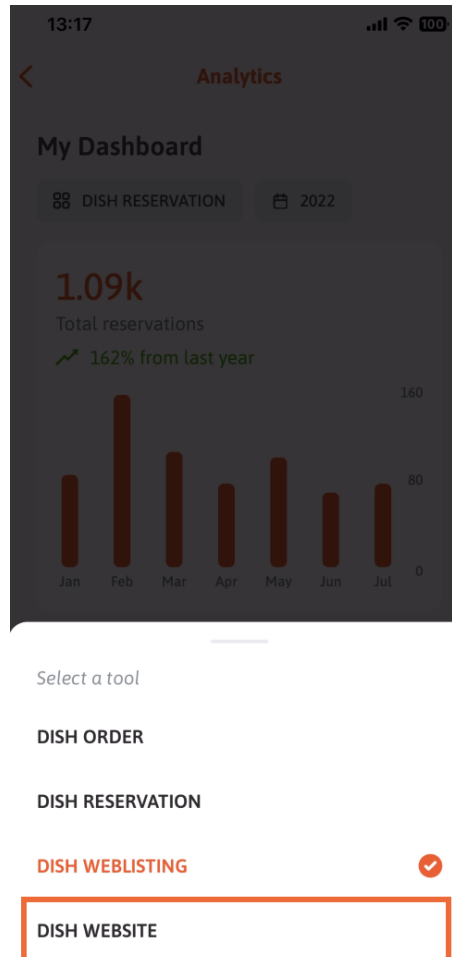 13:17
100
Analytics
My Dashboard
DISH RESERVATION 2022
1.09k
Total reservations
162% from last year
160
80
0
Jan Feb Mar Apr May Jun Jul
Select a tool
DISH ORDER
DISH RESERVATION
DISH WEBLISTING
DISH WEBSITE